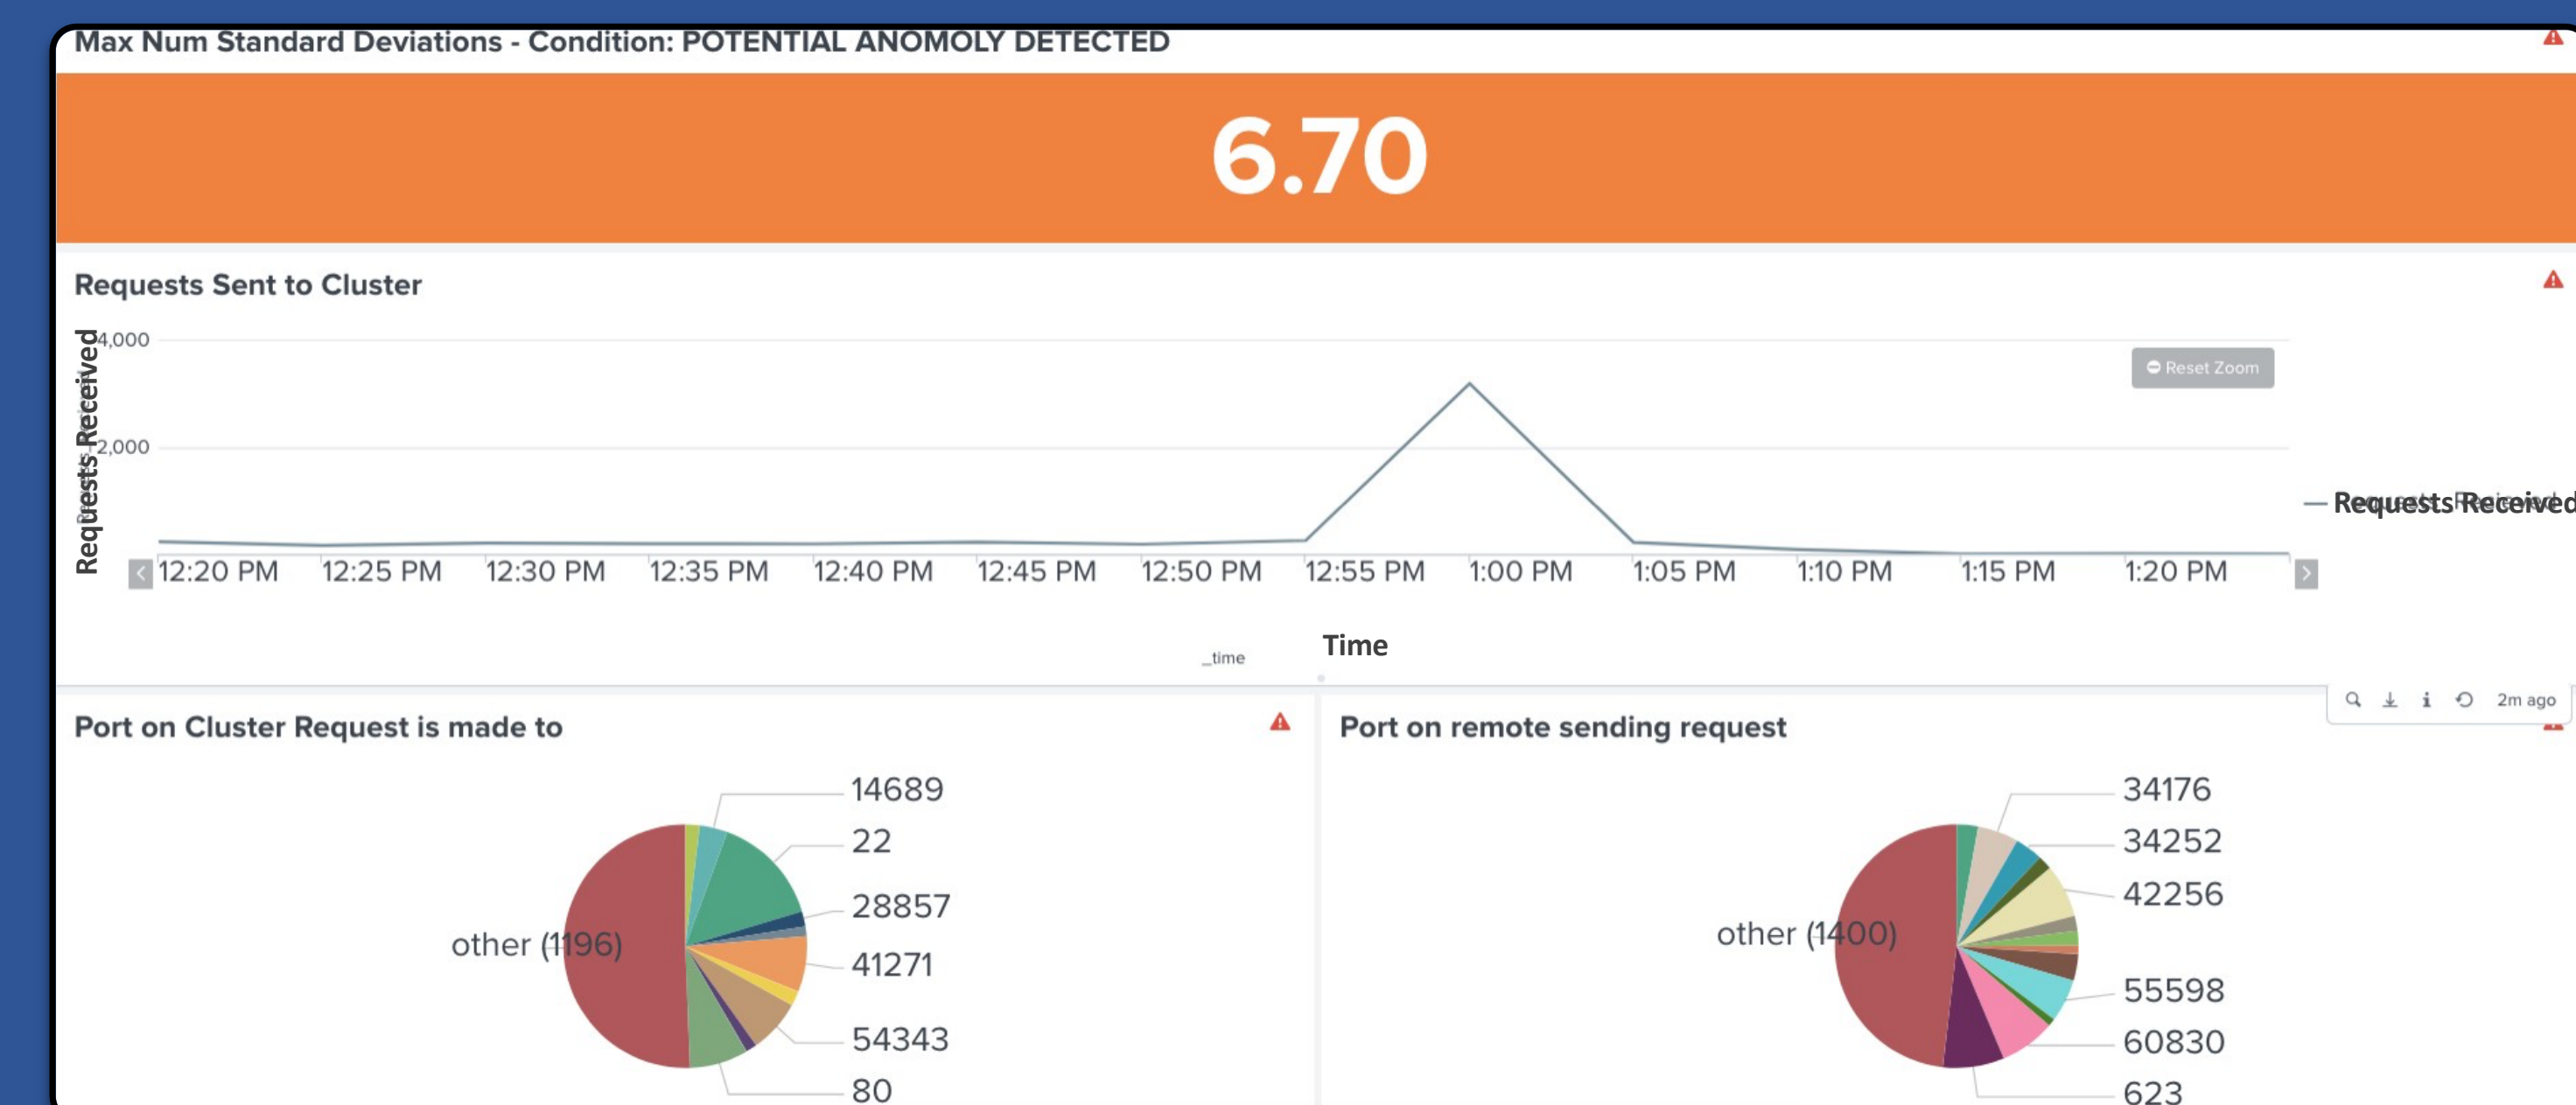 Max Num Standard Deviations - Condition: POTENTIAL ANOMOLY DETECTED
6.70
Requests Sent to Cluster
Requests Received
4,000
2,000
Reset Zoom
Requests Received
12:20 PM 12:25 PM 12:30 PM 12:35 PM 12:40 PM 12:45 PM 12:50 PM 12:55 PM 1:00 PM 1:05 PM 1:10 PM 1:15 PM 1:20 PM
_time
Time
2m ago
Port on Cluster Request is made to
14689
22
28857
other (1196)
41271
54343
80
Port on remote sending request
34176
34252
42256
other (1400)
55598
60830
623